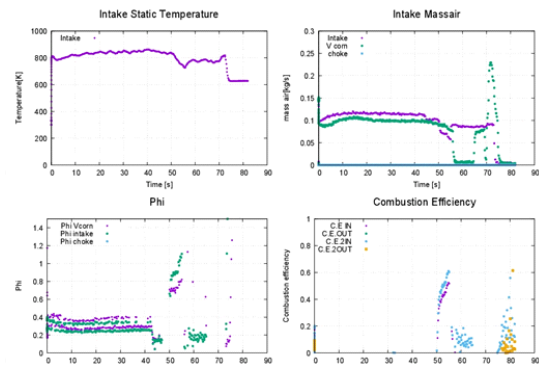 Intake Static Temperature
Intake
Temperature[K]
1000
800
600
400
200
0
0 10 20 30 40 50 60 70 80 90
Time [s]
Intake Massair
Intake
V corn
choke
mass air[kg/s]
0.3
0.25
0.2
0.15
0.1
0.05
0
0 10 20 30 40 50 60 70 80 90
Time [s]
Phi
Phi Vcorn
Phi intake
Phi choke
Phi
1.4
1.2
1
0.8
0.6
0.4
0.2
0
0 10 20 30 40 50 60 70 80 90
Combustion Efficiency
C.E IN
C.E.OUT
C.E.2IN
C.E.2OUT
Combustion efficiency
1
0.8
0.6
0.4
0.2
0
0 10 20 30 40 50 60 70 80 90